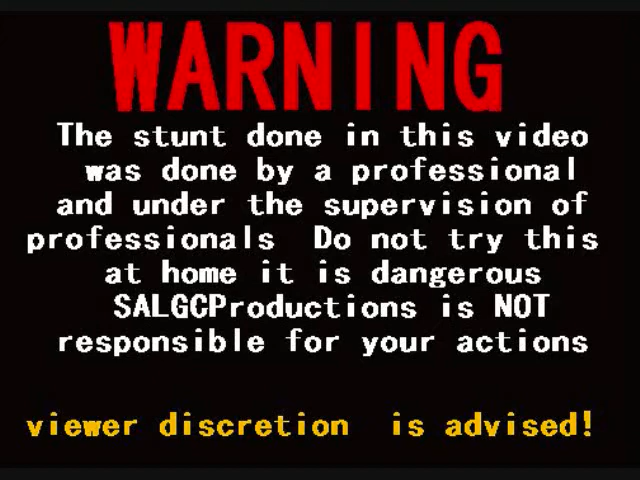 WARNING
The stunt done in this video
was done by a professional
and under the supervision of
professionals Do not try this
at home it is dangerous
SALGCProductions is NOT
responsible for your actions
viewer discretion is advised!